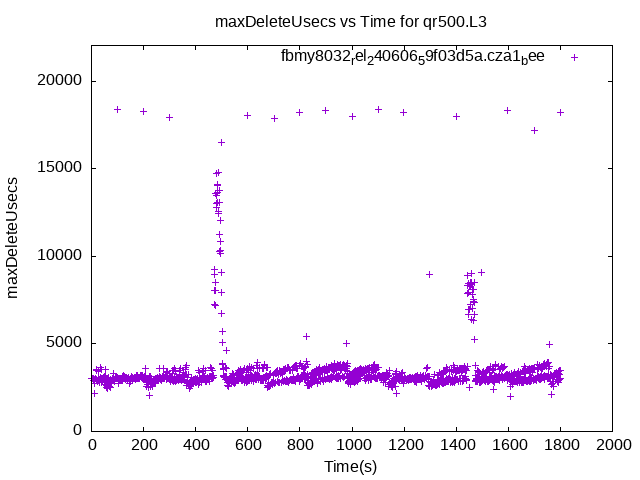 maxDeleteUsecs vs Time for qr500.L3
fbmy8032rel24060659f03d5a.cza1bee
20000
15000
10000
5000
0
maxDeleteUsecs
0 200 400 600 800 1000 1200 1400 1600 1800 2000
Time(s)